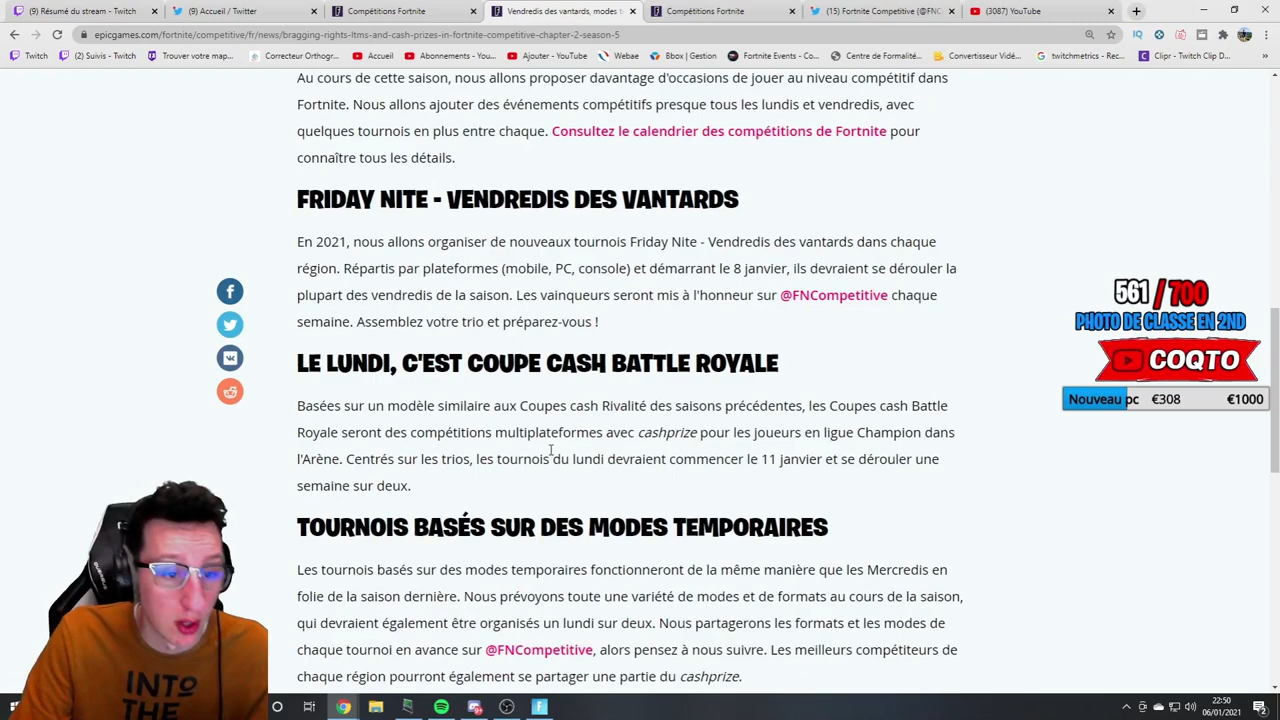 (5) Résumé du stream - Twitch
(9) Accueil / Twitter
Compétitions Fortnite
Vendredis des vantards, modes t
Compétitions Fortnite
(15) Fortnite Competitive (@FNC
(3087) YouTube
epicgames.com/fortnite/competitive/fr/news/bragging-rights-ltms-and-cash-prizes-in-fortnite-competitive-chapter-2-season-5
Twitch
(2) Suivis - Twitch
Trouver votre map...
Correcteur Orthogr...
Accueil
Abonnements - You...
Ajouter - YouTube
Weebly
Bbox | Gestion
Fortnite Events - Co...
Centre de Formalité...
Convertisseur Vidé...
twitchmetrics - Rec...
Clipr - Twitch Clip D...
Au cours de cette saison, nous allons proposer davantage d'occasions de jouer au niveau compétitif dans
Fortnite. Nous allons ajouter des événements compétitifs presque tous les lundis et vendredis, avec
quelques tournois en plus entre chaque. Consultez le calendrier des compétitions de Fortnite pour
connaître tous les détails.
FRIDAY NITE - VENDREDIS DES VANTARDS
En 2021, nous allons organiser de nouveaux tournois Friday Nite - Vendredis des vantards dans chaque
région. Répartis par plateformes (mobile, PC, console) et démarrant le 8 janvier, ils devraient se dérouler la
plupart des vendredis de la saison. Les vainqueurs seront mis à l'honneur sur @FNCompetitive chaque
semaine. Assemblez votre trio et préparez-vous !
LE LUNDI, C'EST COUPE CASH BATTLE ROYALE
Basées sur un modèle similaire aux Coupes cash Rivalité des saisons précédentes, les Coupes cash Battle
Royale seront des compétitions multiplateformes avec cashprize pour les joueurs en ligue Champion dans
l'Arène. Centrés sur les trios, les tournois du lundi devraient commencer le 11 janvier et se dérouler une
semaine sur deux.
TOURNOIS BASÉS SUR DES MODES TEMPORAIRES
Les tournois basés sur des modes temporaires fonctionneront de la même manière que les Mercredis en
folie de la saison dernière. Nous prévoyons toute une variété de modes et de formats au cours de la saison,
qui devraient également être organisés un lundi sur deux. Nous partagerons les formats et les modes de
chaque tournoi en avance sur @FNCompetitive, alors pensez à nous suivre. Les meilleurs compétiteurs de
chaque région pourront également se partager une partie du cashprize.
561/700
PHOTO DE CLASSE EN 2ND
COQTO
Nouveau pc €308 €1000
INTO
THE
22:50
06/01/2021